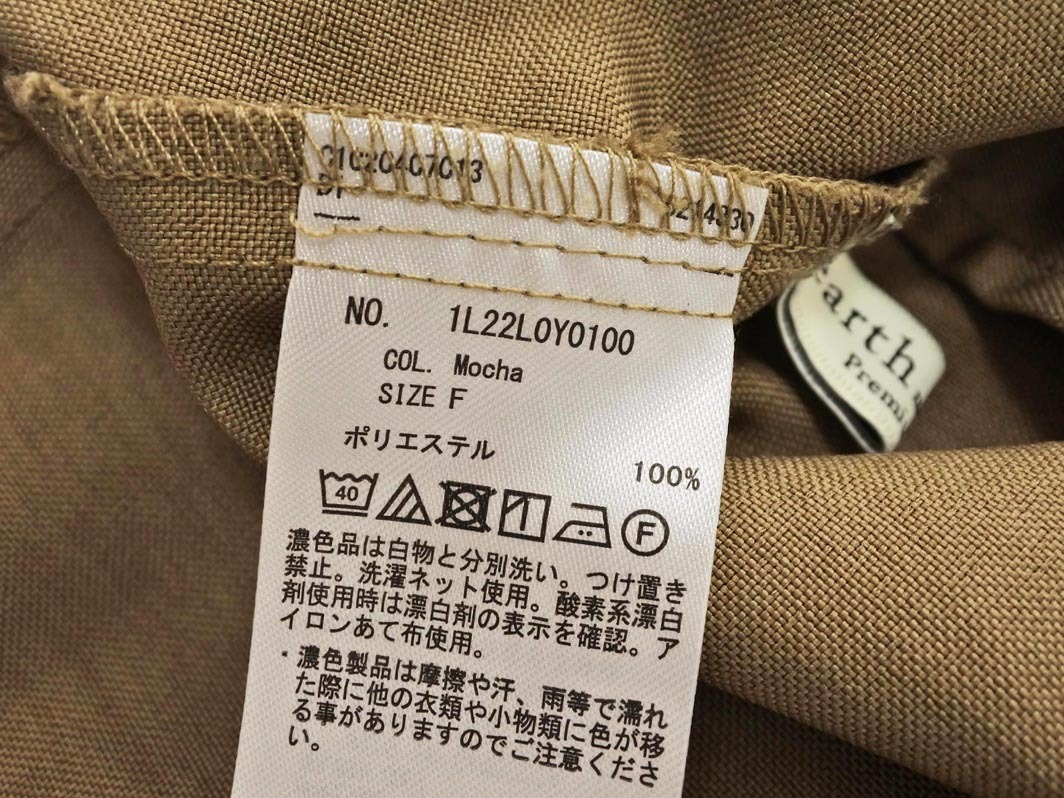 01020407013
NO. 1L22L0Y0100
COL. Mocha
SIZE F
ポリエステル 100%
40
F
濃色品は白物と分別洗い。つけ置き
禁止。洗濯ネット使用。酸素系漂白
剤使用時は漂白剤の表示を確認。ア
イロンあて布使用。
・濃色製品は摩擦や汗、雨等で濡れ
た際に他の衣類や小物類に色が移
る事がありますのでご注意くださ
い。
earth
Premi